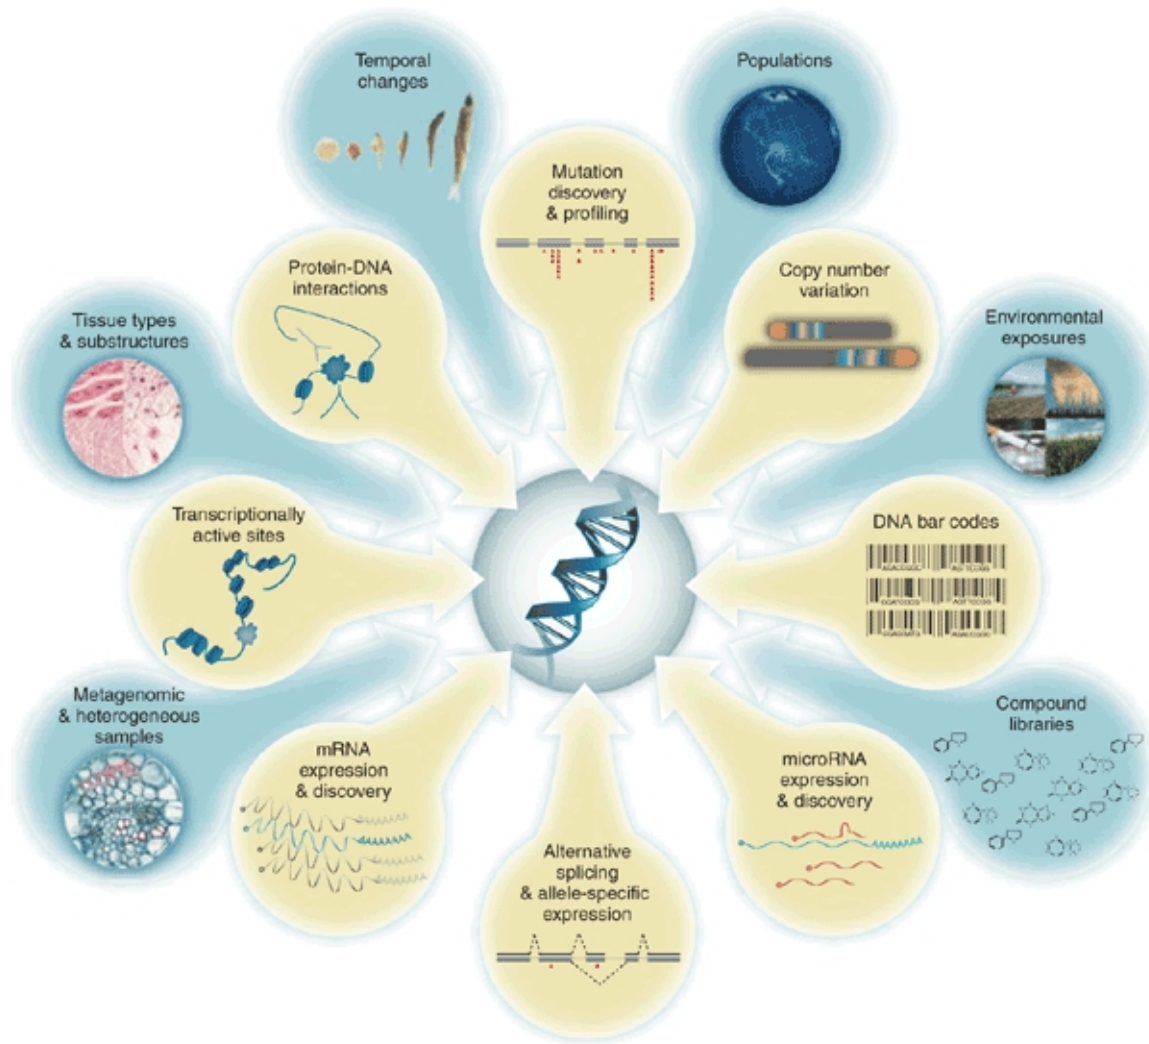 Temporal
changes
Populations
Mutation
discovery
& profiling
Protein-DNA
interactions
Copy number
variation
Tissue types
& substructures
Environmental
exposures
Transcriptionally
active sites
DNA bar codes
Metagenomic
& heterogeneous
samples
mRNA
expression
& discovery
Alternative
splicing
& allele-specific
expression
microRNA
expression
& discovery
Compound
libraries